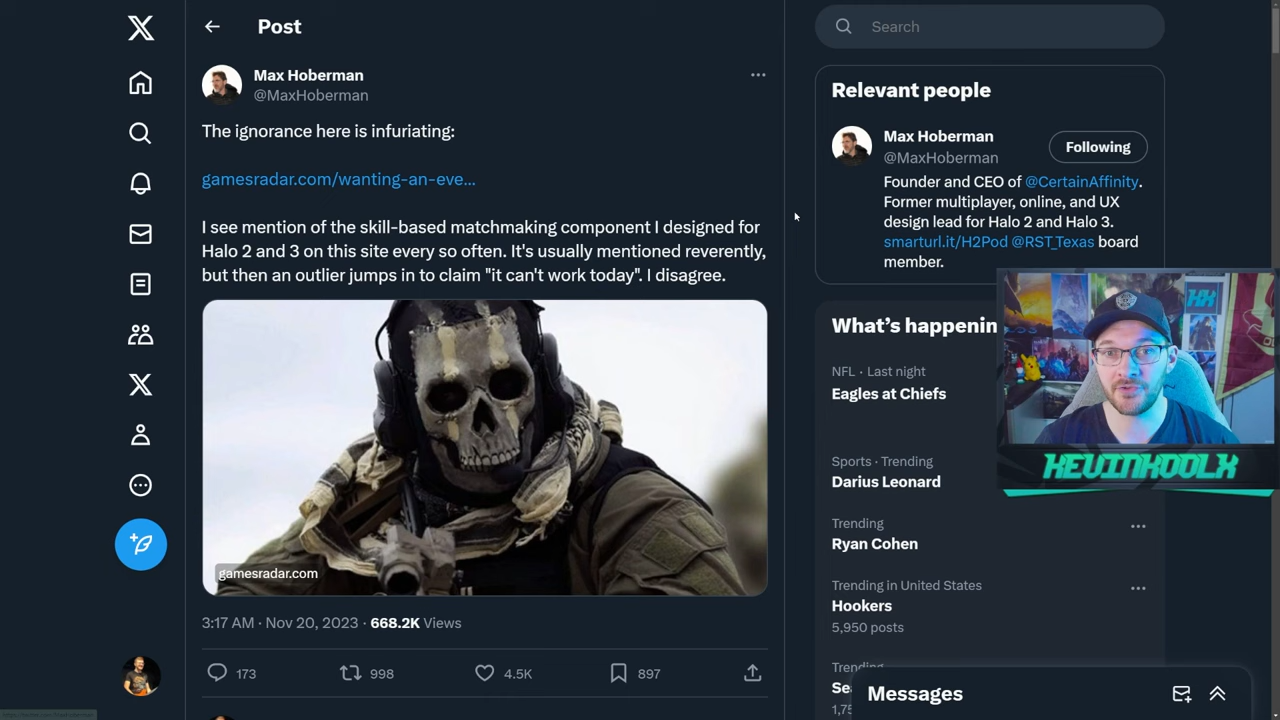 Post
Max Hoberman
@MaxHoberman
The ignorance here is infuriating:
gamesradar.com/wanting-an-eve...
I see mention of the skill-based matchmaking component I designed for
Halo 2 and 3 on this site every so often. It's usually mentioned reverently,
but then an outlier jumps in to claim "it can't work today". I disagree.
gamesradar.com
3:17 AM · Nov 20, 2023 · 668.2K Views
173
998
4.5K
897
Search
Relevant people
Max Hoberman
@MaxHoberman
Following
Founder and CEO of @CertainAffinity.
Former multiplayer, online, and UX
design lead for Halo 2 and Halo 3.
smarturl.it/H2Pod @RST_Texas board
member.
What's happenin
NFL · Last night
Eagles at Chiefs
Sports · Trending
Darius Leonard
Trending
Ryan Cohen
Trending in United States
Hookers
5,950 posts
Trending
Se
1,75
Messages
KEVINKOOLX